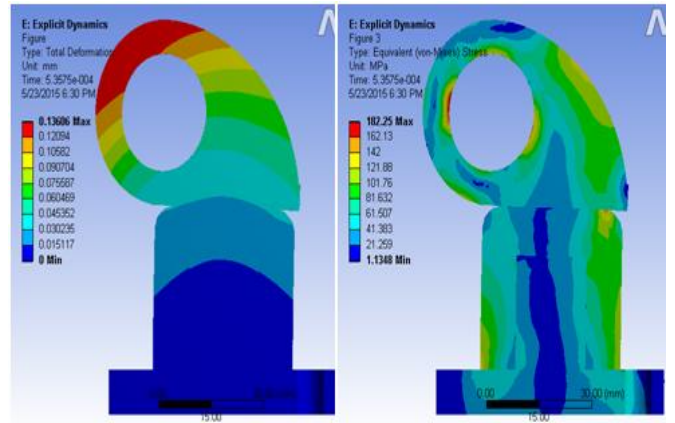 E: Explicit Dynamics
Figure
Type: Total Deformation
Unit: mm
Time: 5.3575e-004
5/23/2015 6:30 PM
0.13606 Max
0.12094
0.10582
0.090704
0.075587
0.060469
0.045352
0.030235
0.015117
0 Min
15.00
E: Explicit Dynamics
Figure 3
Type: Equivalent (von-Mises) Stress
Unit: MPa
Time: 5.3575e-004
5/23/2015 6:30 PM
182.25 Max
162.13
142
121.88
101.76
81.632
61.507
41.383
21.259
1.1348 Min
0.00 30.00 (mm)
15.00